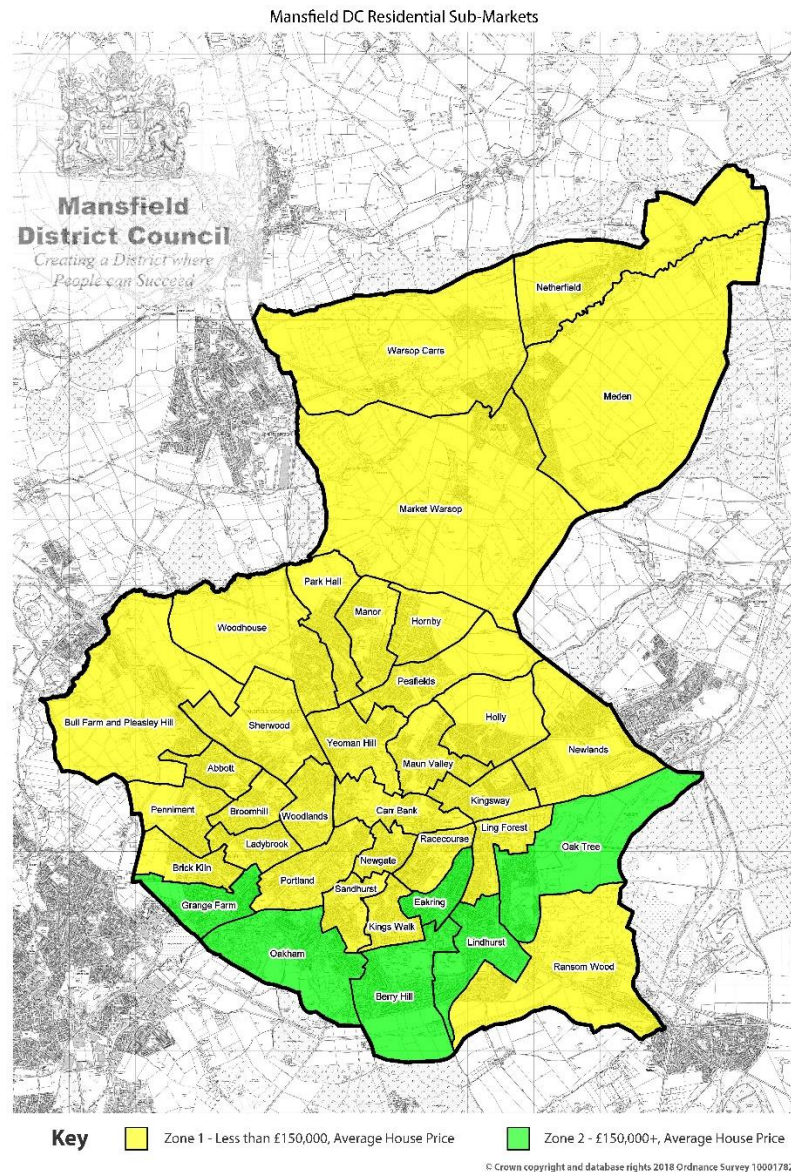 Mansfield DC Residential Sub-Markets
Mansfield
District Council
Creating a District where
People can Succeed
Netherfield
Warsop Carrs
Meden
Market Warsop
Park Hall
Manor
Hornby
Woodhouse
Peafields
Bull Farm and Pleasley Hill
Sherwood
Holly
Yeoman Hill
Newlands
Maun Valley
Abbott
Kingsway
Penniment
Broomhill
Woodlands
Carr Bank
Ling Forest
Racecourse
Ladybrook
Oak Tree
Newgate
Brick Kiln
Portland
Sandhurst
Eakring
Grange Farm
Kings Walk
Lindhurst
Oakham
Ransom Wood
Berry Hill
Key
Zone 1 - Less than £150,000, Average House Price
Zone 2 - £150,000+, Average House Price
© Crown copyright and database rights 2018 Ordnance Survey 1000178